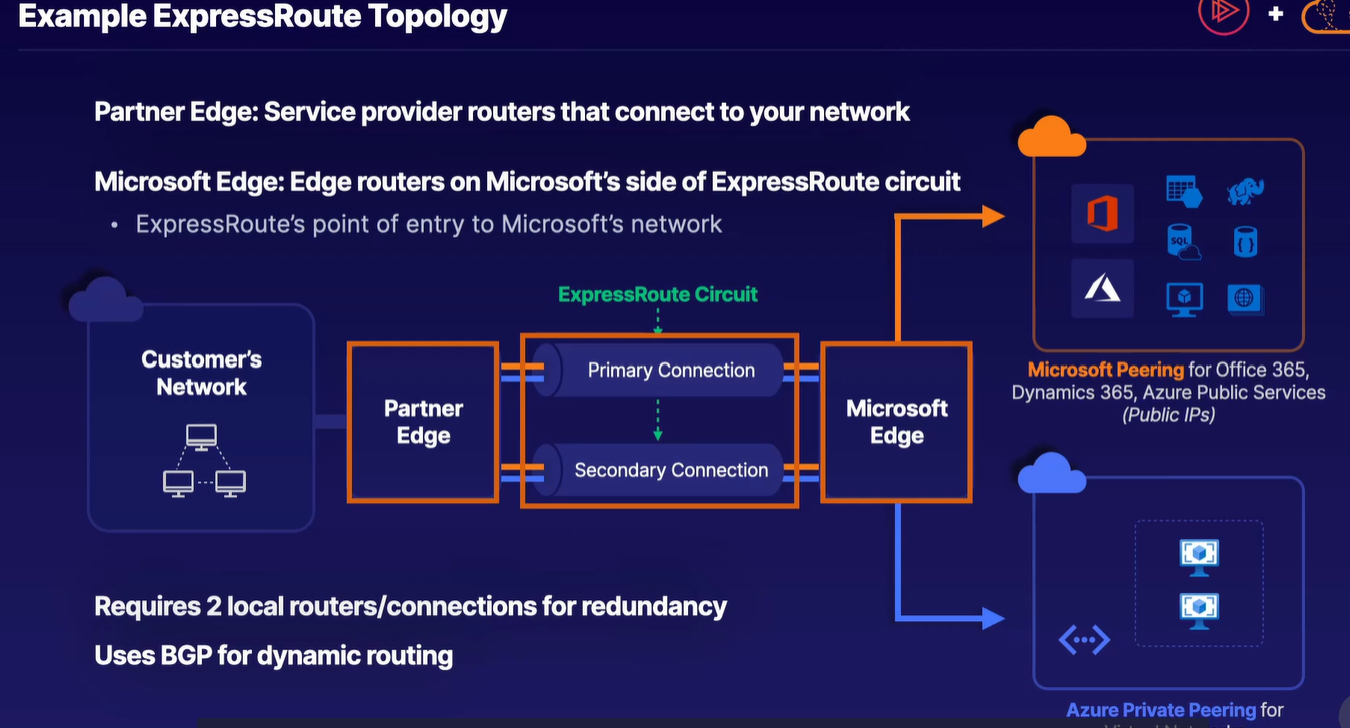 Example ExpressRoute Topology
+
Partner Edge: Service provider routers that connect to your network
Microsoft Edge: Edge routers on Microsoft's side of ExpressRoute circuit
• ExpressRoute's point of entry to Microsoft's network
ExpressRoute Circuit
Customer's
Network
Partner
Edge
Primary Connection
Secondary Connection
Microsoft
Edge
SQL
Microsoft Peering for Office 365,
Dynamics 365, Azure Public Services
(Public IPs)
Requires 2 local routers/connections for redundancy
Uses BGP for dynamic routing
Azure Private Peering for